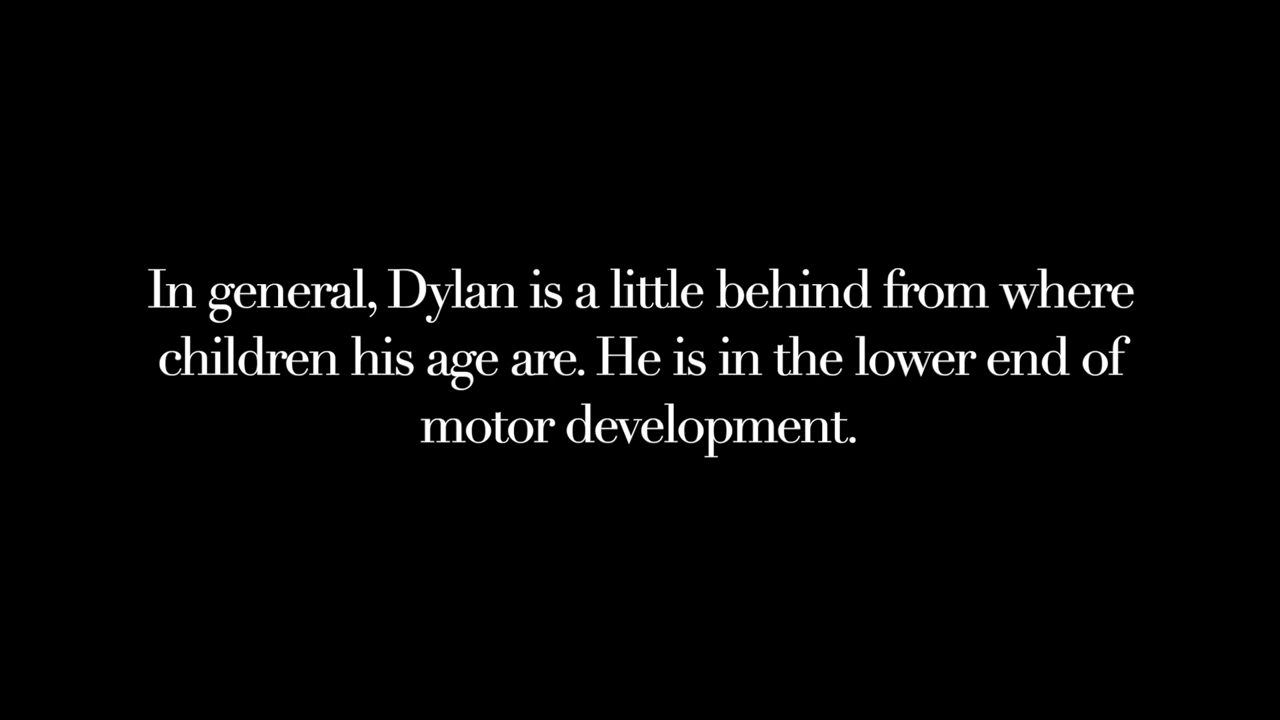 In general, Dylan is a little behind from where
children his age are. He is in the lower end of
motor development.